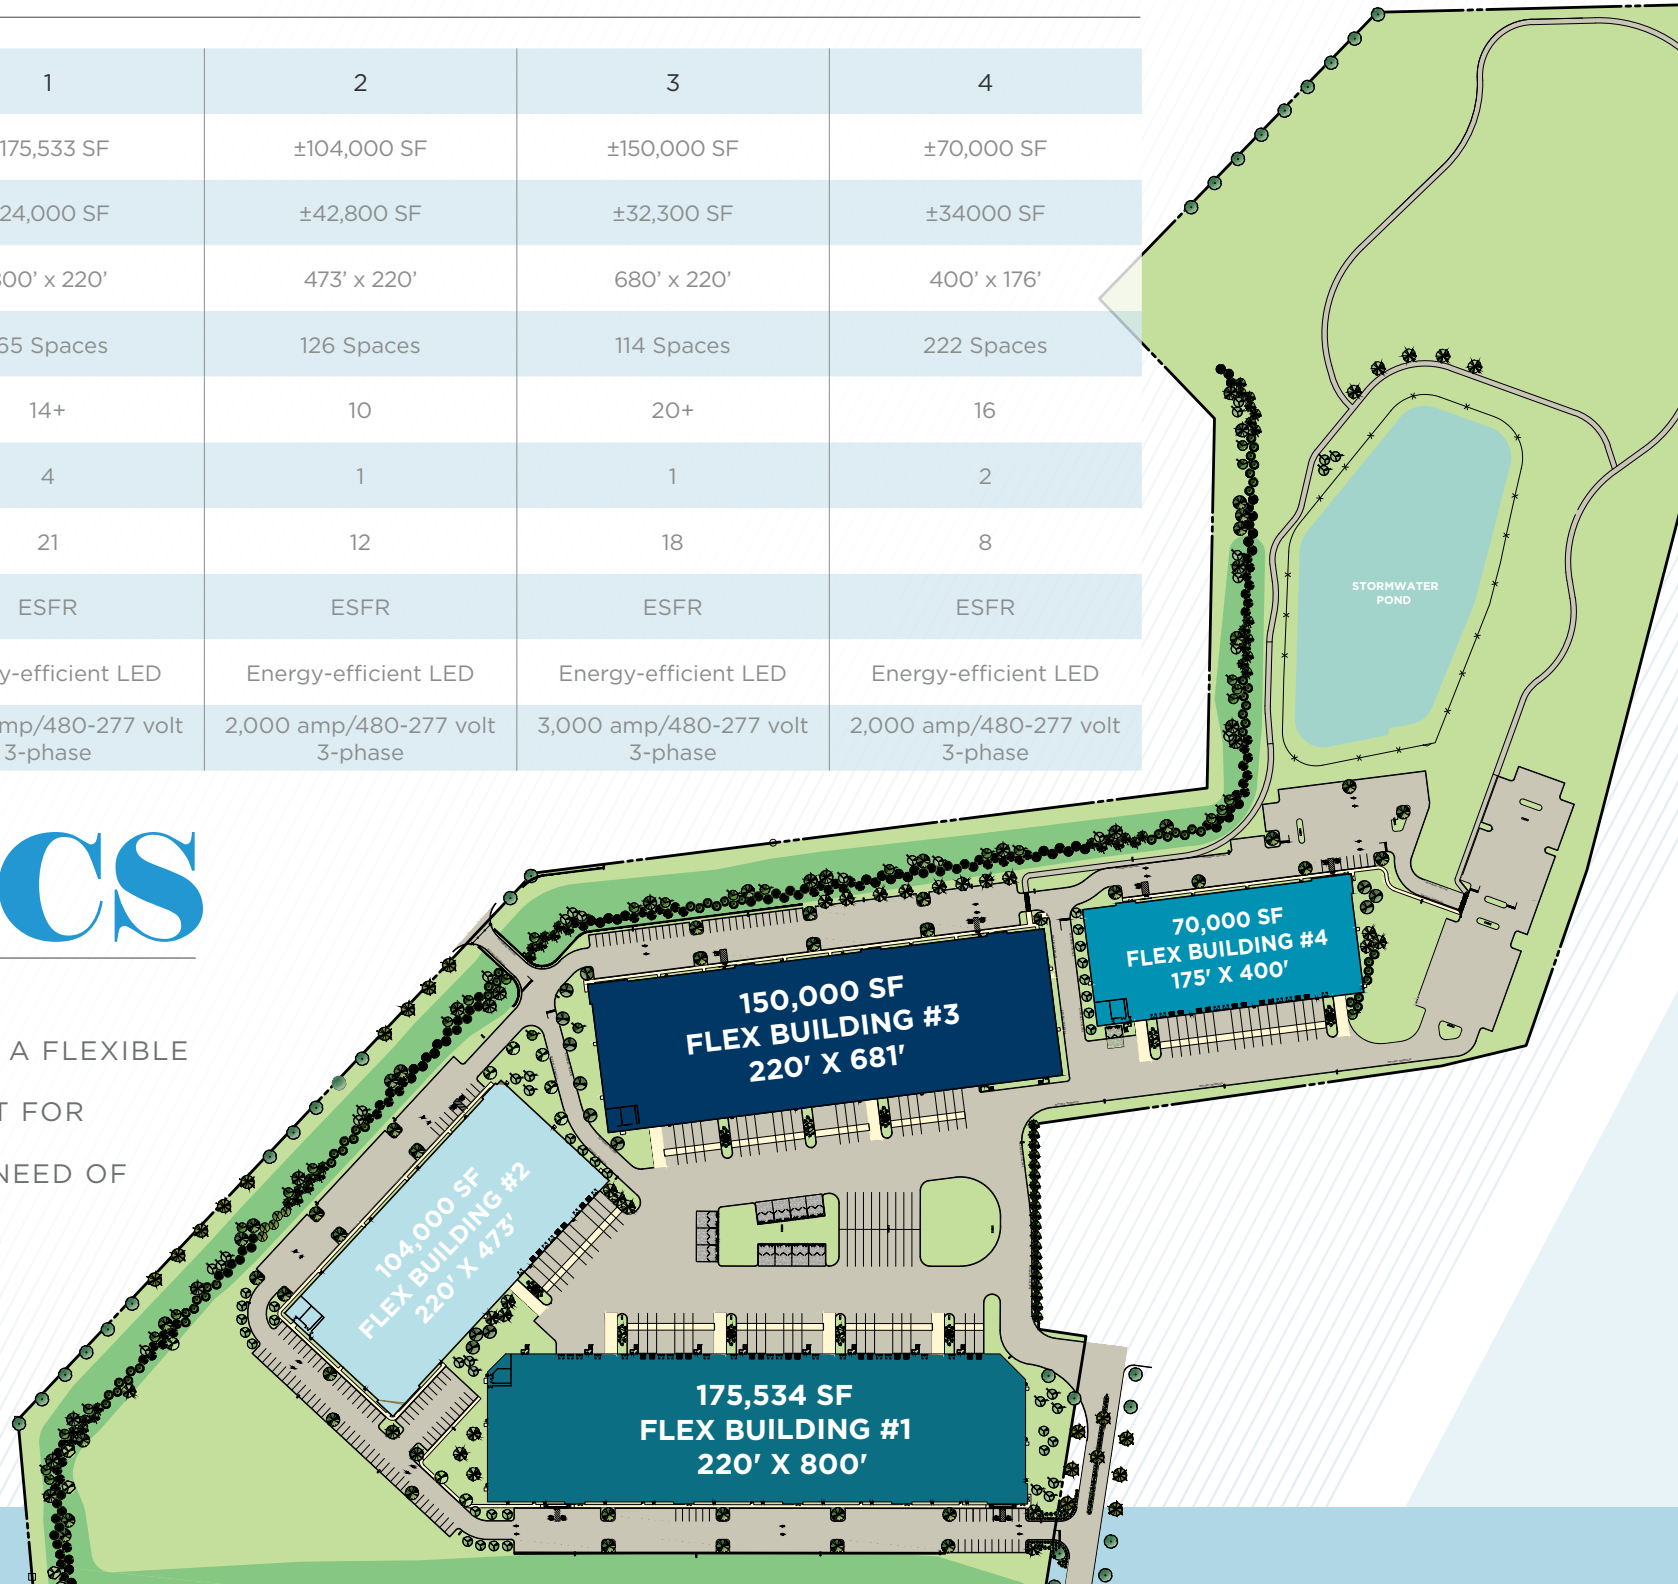 1 2 3 4
175,533 SF ±104,000 SF ±150,000 SF ±70,000 SF
24,000 SF ±42,800 SF ±32,300 SF ±34000 SF
00’ x 220’ 473’ x 220’ 680’ x 220’ 400’ x 176’
65 Spaces 126 Spaces 114 Spaces 222 Spaces
14+ 10 20+ 16
4 1 1 2
21 12 18 8
ESFR ESFR ESFR ESFR
y-efficient LED Energy-efficient LED Energy-efficient LED Energy-efficient LED
mp/480-277 volt 2,000 amp/480-277 volt 3,000 amp/480-277 volt 2,000 amp/480-277 volt
3-phase 3-phase 3-phase 3-phase
CS
A FLEXIBLE
T FOR
NEED OF
STORMWATER
POND
70,000 SF
FLEX BUILDING #4
175' X 400'
150,000 SF
FLEX BUILDING #3
220' X 681'
104,000 SF
FLEX BUILDING #2
220' X 473'
175,534 SF
FLEX BUILDING #1
220' X 800'